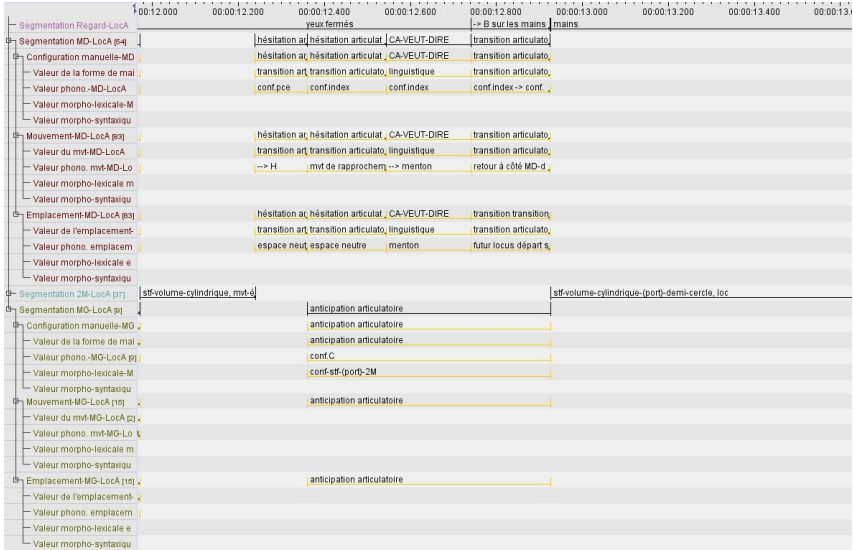 00:00:12.000 00:00:12.200 00:00:12.400 00:00:12.600 00:00:12.800 00:00:13.000 00:00:13.200 00:00:13.400 00:00:13.6
Segmentation Regard-LocA yeux fermés -> B sur les mains mains
Segmentation MD-LocA [54] hésitation ar hésitation articulat CA-VEUT-DIRE transition articulato
Configuration manuelle-MD hésitation ar hésitation articulat CA-VEUT-DIRE transition articulato
Valeur de la forme de mai transition art transition articulato linguistique transition articulato
Valeur phono.-MD-LocA conf.pce conf.index conf.index conf.index -> conf.
Valeur morpho-lexicale-M
Valeur morpho-syntaxiqu
Mouvement-MD-LocA [83] hésitation ar hésitation articulat CA-VEUT-DIRE transition articulato
Valeur du mvt-MD-LocA transition art transition articulato linguistique transition articulato
Valeur phono. mvt-MD-Lo --> H mvt de rapprochem --> menton retour à côté MD-d
Valeur morpho-lexicale m
Valeur morpho-syntaxiqu
Emplacement-MD-LocA [83] hésitation ar hésitation articulat CA-VEUT-DIRE transition transition
Valeur de l'emplacement- transition art transition articulato linguistique transition articulato
Valeur phono. emplacem espace neut espace neutre menton futur locus départ s
Valeur morpho-lexicale e
Valeur morpho-syntaxiqu
Segmentation 2M-LocA [37] stf-volume-cylindrique, mvt-é stf-volume-cylindrique-(port)-demi-cercle, loc
Segmentation MG-LocA [9] anticipation articulatoire
Configuration manuelle-MG anticipation articulatoire
Valeur de la forme de mai anticipation articulatoire
Valeur phono.-MG-LocA [9] conf.C
Valeur morpho-lexicale-M conf-stf-(port)-2M
Valeur morpho-syntaxiqu
Mouvement-MG-LocA [15] anticipation articulatoire
Valeur du mvt-MG-LocA [2]
Valeur phono. mvt-MG-Lo
Valeur morpho-lexicale m
Valeur morpho-syntaxiqu
Emplacement-MG-LocA [15] anticipation articulatoire
Valeur de l'emplacement-
Valeur phono. emplacem
Valeur morpho-lexicale e
Valeur morpho-syntaxiqu